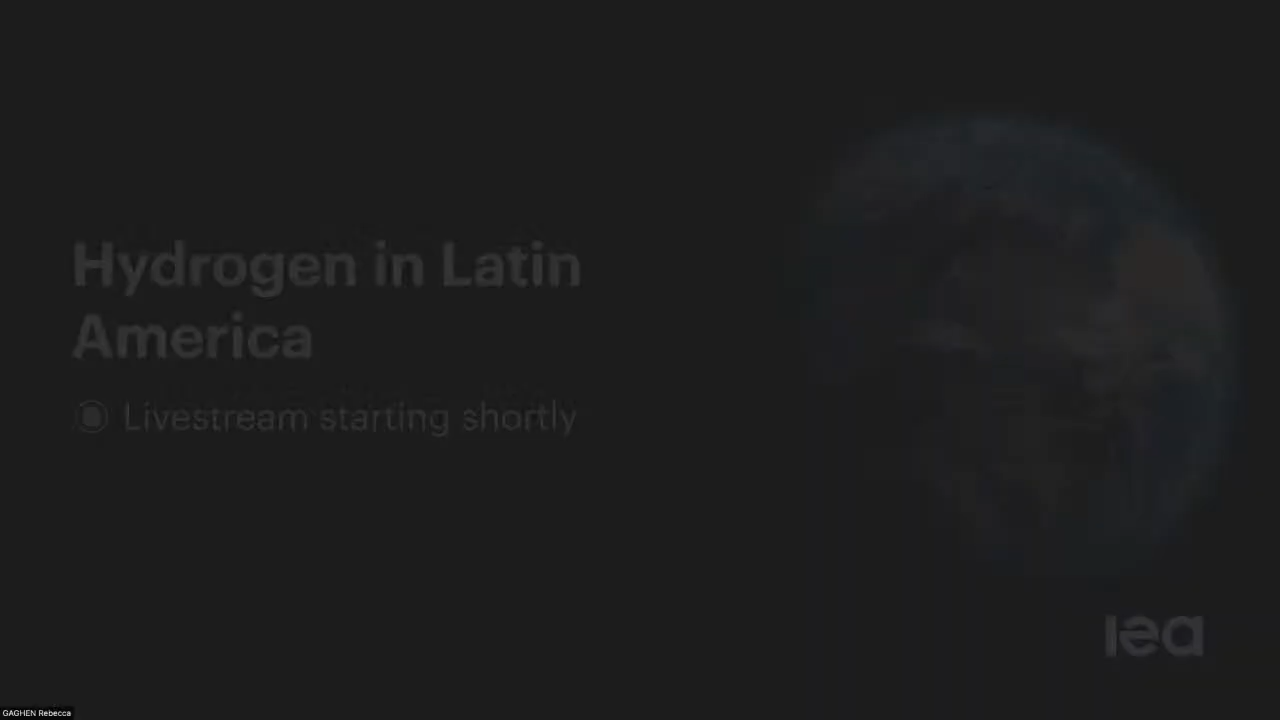 Hydrogen in Latin
America
Livestream starting shortly
iea
GAGHEN Rebecca